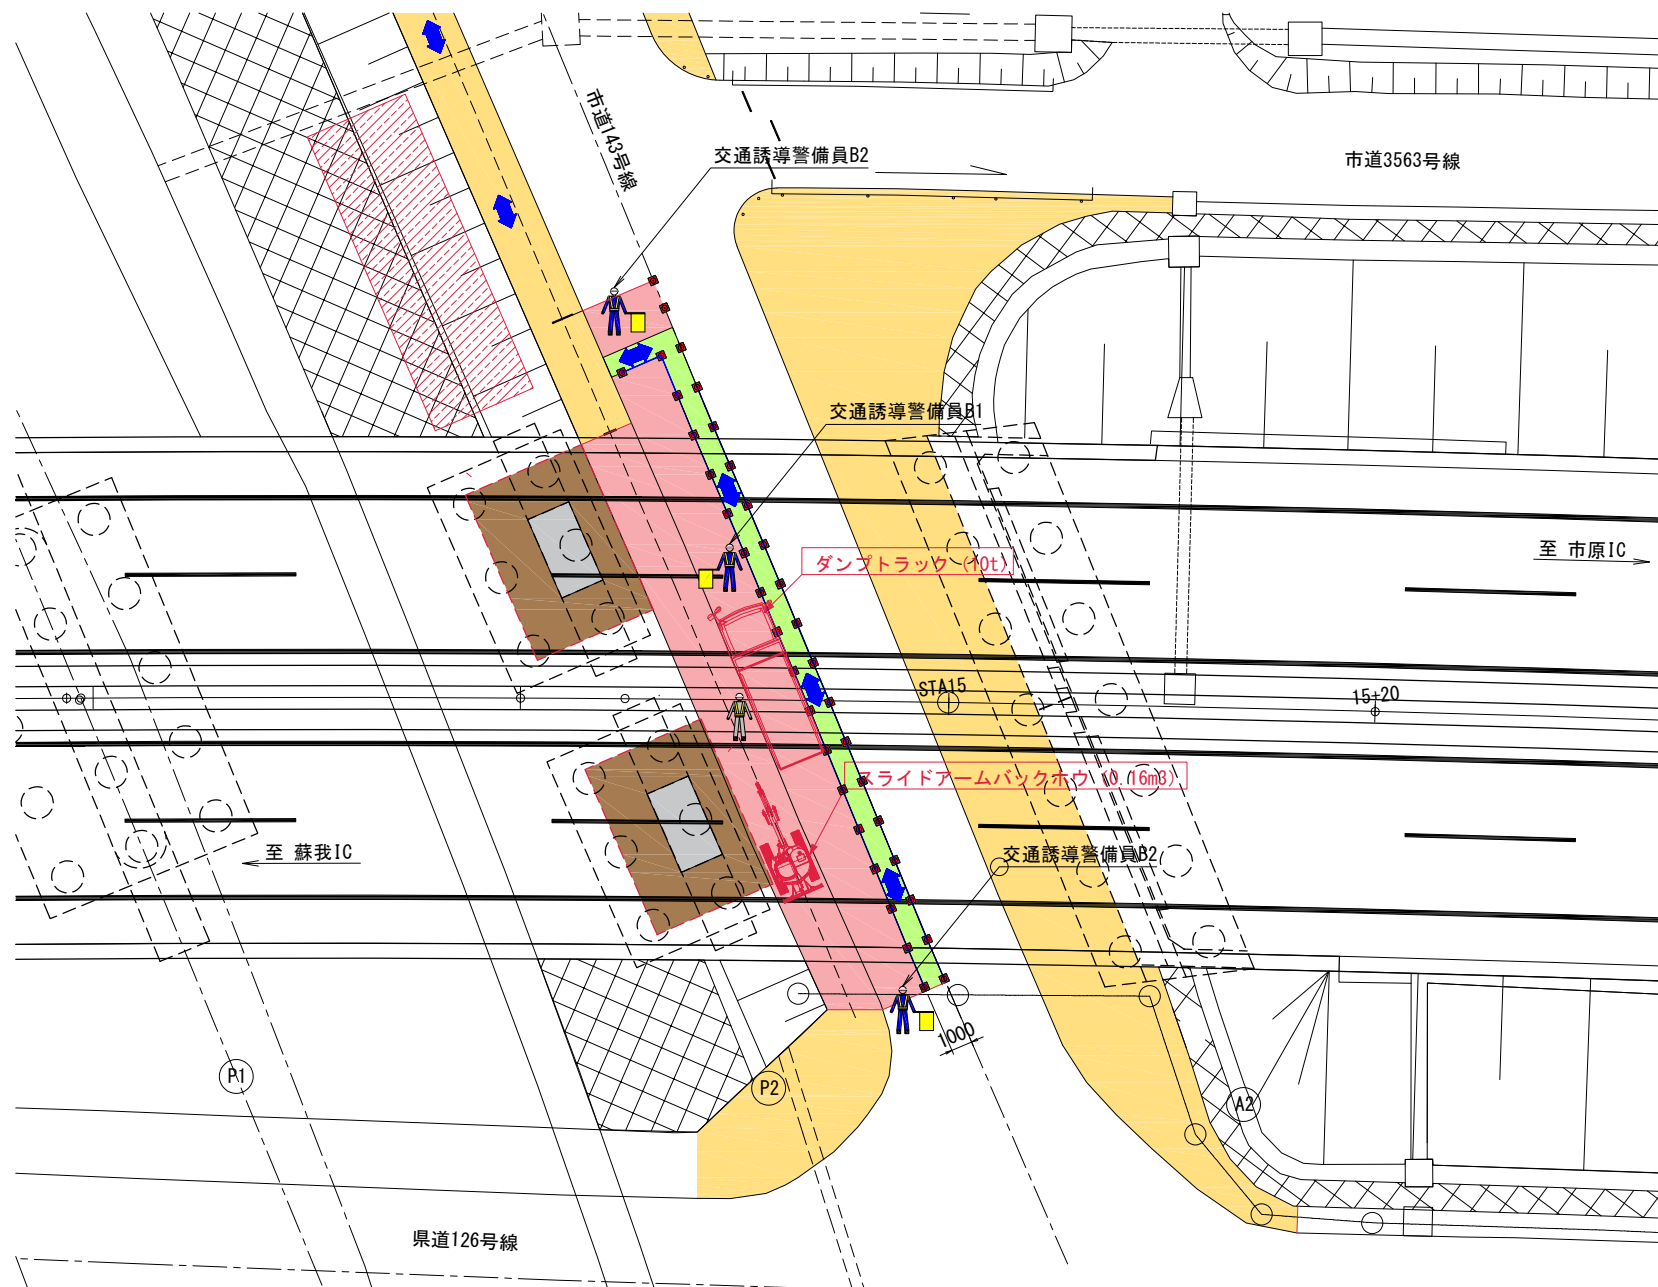 市道143号線
交通誘導警備員B2
市道3563号線
交通誘導警備員B1
至 市原IC
ダンプトラック (10t)
STA15
15+20
スライドアームバックホウ (0.16m3)
至 蘇我IC
交通誘導警備員B2
1000
P1
P2
A2
県道126号線